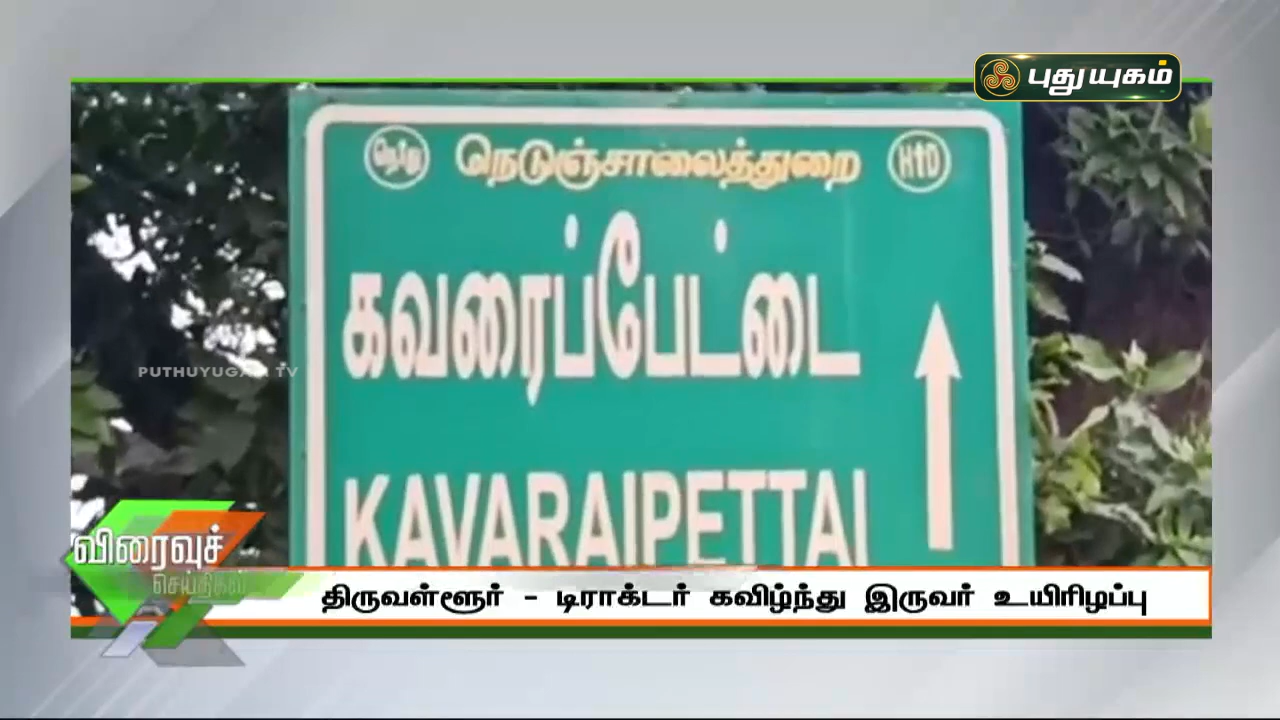 புதுயுகம்
நெடுஞ்சாலைத்துறை HTD
கவரைப்பேட்டை
KAVARAIPETTAI
PUTHUYUGAM TV
விரைவுச்
செய்திகள்
திருவள்ளூர் - டிராக்டர் கவிழ்ந்து இருவர் உயிரிழப்பு